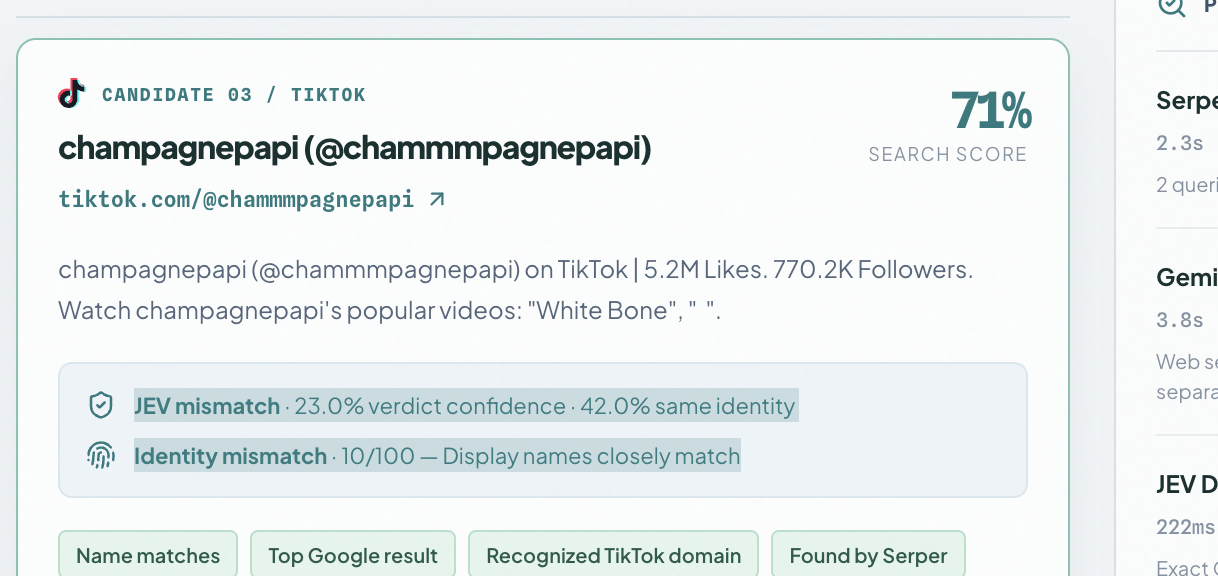 CANDIDATE 03 / TIKTOK
champagnepapi (@chammmpagnepapi)
tiktok.com/@chammmpagnepapi
71%
SEARCH SCORE
champagnepapi (@chammmpagnepapi) on TikTok | 5.2M Likes. 770.2K Followers.
Watch champagnepapi's popular videos: "White Bone", "  ".
JEV mismatch · 23.0% verdict confidence · 42.0% same identity
Identity mismatch · 10/100 — Display names closely match
Name matches
Top Google result
Recognized TikTok domain
Found by Serper
2.3s
3.8s
JEV D
222ms